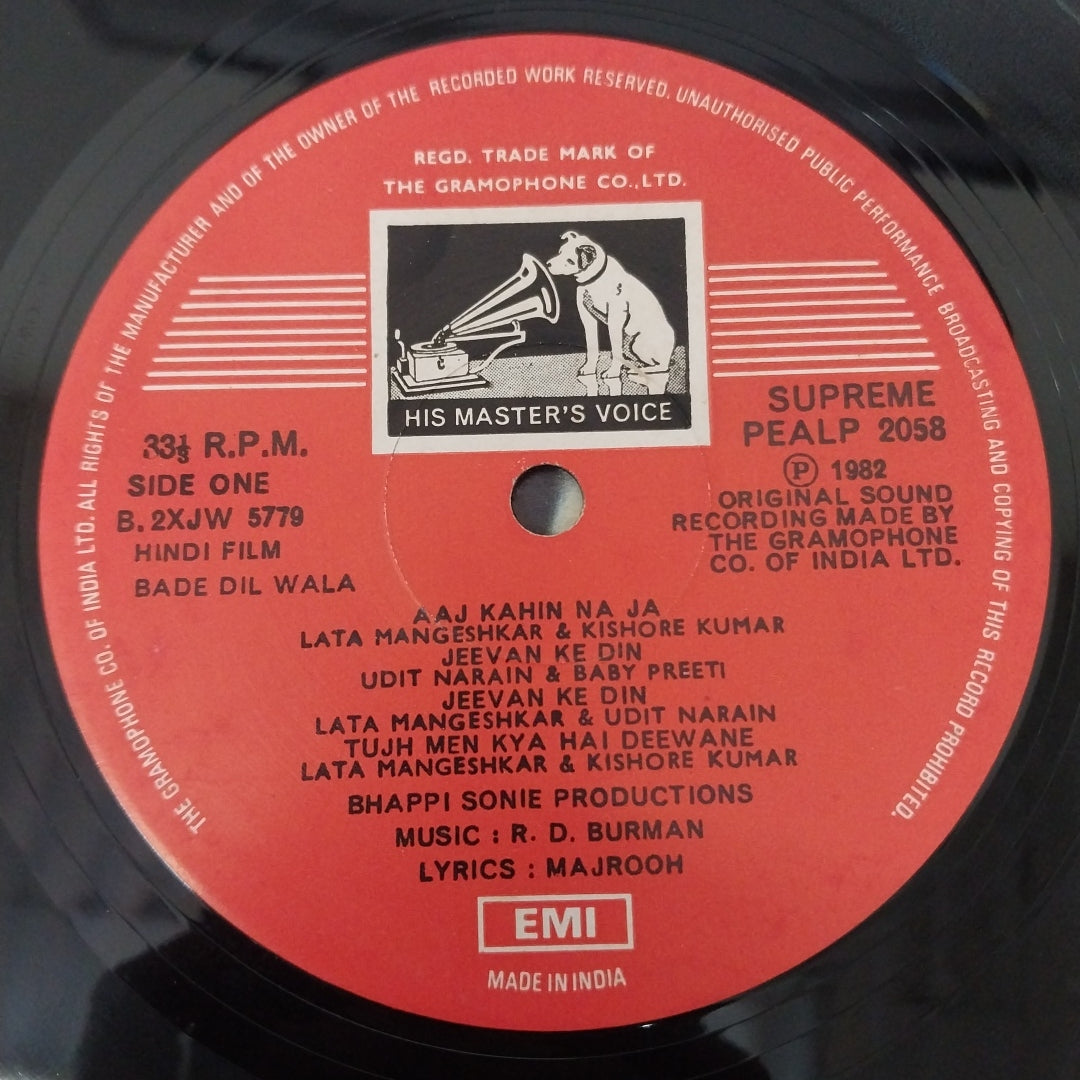 THE GRAMOPHONE CO. OF INDIA LTD. ALL RIGHTS OF THE MANUFACTURER AND OF THE OWNER OF THE RECORDED WORK RESERVED. UNAUTHORISED PUBLIC PERFORMANCE BROADCASTING AND COPYING OF THIS RECORD PROHIBITED.
REGD. TRADE MARK OF
THE GRAMOPHONE CO., LTD.
HIS MASTER'S VOICE
33⅓ R.P.M.
SIDE ONE
B. 2XJW 5779
HINDI FILM
BADE DIL WALA
SUPREME
PEALP 2058
Ⓟ 1982
ORIGINAL SOUND
RECORDING MADE BY
THE GRAMOPHONE
CO. OF INDIA LTD.
AAJ KAHIN NA JA
LATA MANGESHKAR & KISHORE KUMAR
JEEVAN KE DIN
UDIT NARAIN & BABY PREETI
JEEVAN KE DIN
LATA MANGESHKAR & UDIT NARAIN
TUJH MEN KYA HAI DEEWANE
LATA MANGESHKAR & KISHORE KUMAR
BHAPPI SONIE PRODUCTIONS
MUSIC : R. D. BURMAN
LYRICS : MAJROOH
EMI
MADE IN INDIA